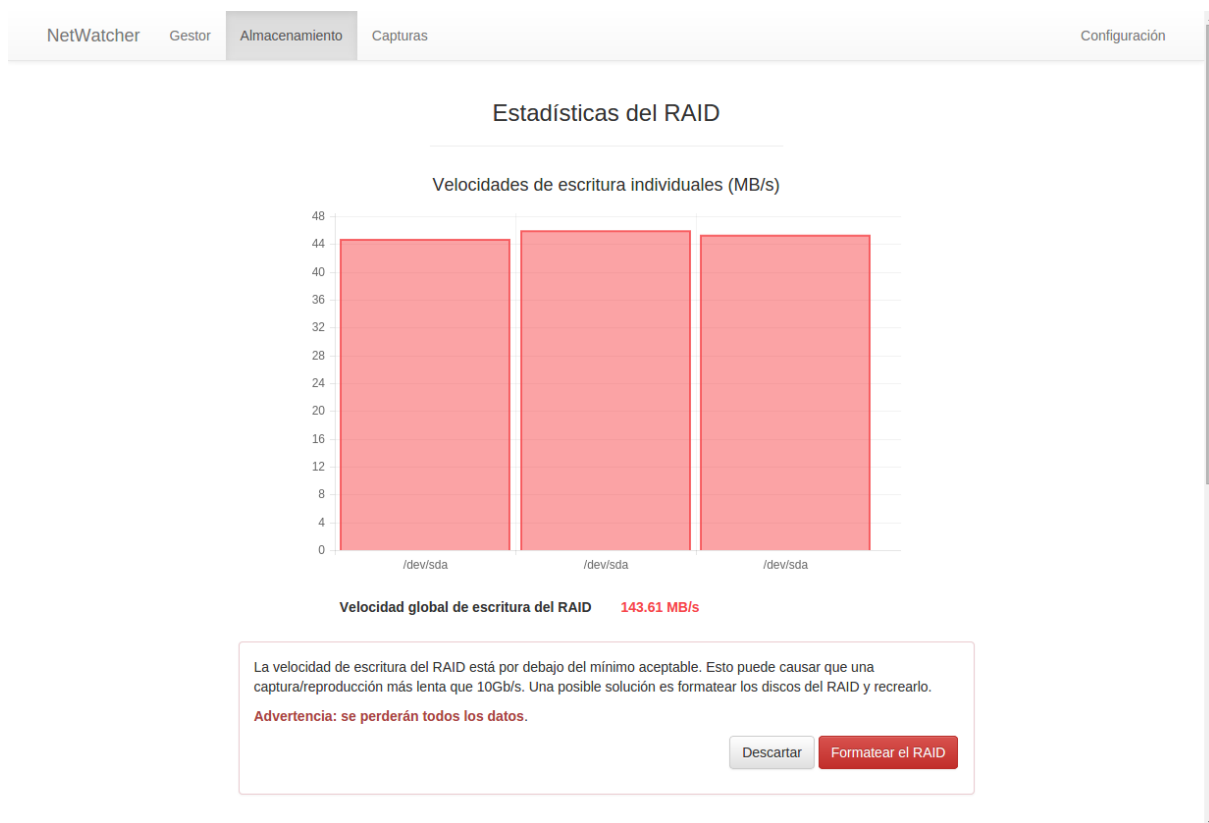 NetWatcher Gestor Almacenamiento Capturas Configuración
Estadísticas del RAID
Velocidades de escritura individuales (MB/s)
48
44
40
36
32
28
24
20
16
12
8
4
0
/dev/sda /dev/sda /dev/sda
Velocidad global de escritura del RAID 143.61 MB/s
La velocidad de escritura del RAID está por debajo del mínimo aceptable. Esto puede causar que una
captura/reproducción más lenta que 10Gb/s. Una posible solución es formatear los discos del RAID y recrearlo.
Advertencia: se perderán todos los datos.
Descartar Formatear el RAID